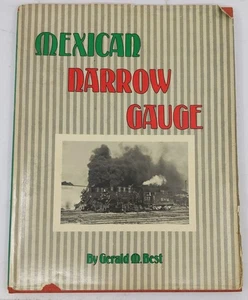 MEXICAN
NARROW
GAUGE
By Gerald M. Best